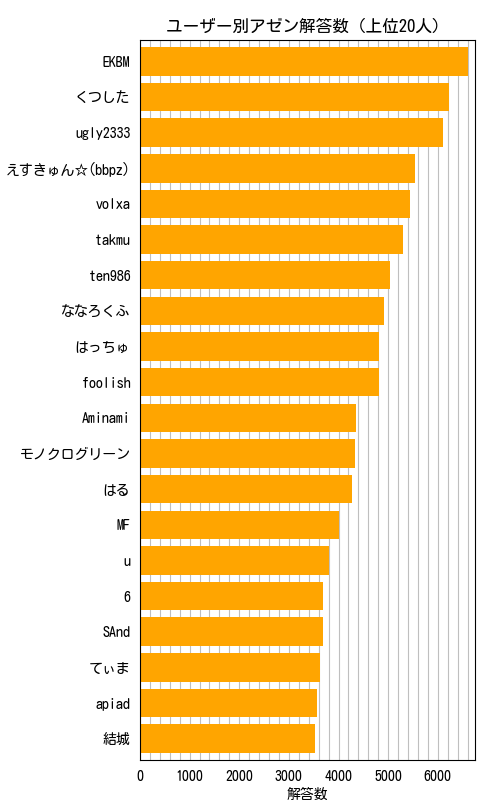 ユーザー別アゼン解答数 (上位20人)
EKBM
くつした
ugly2333
えすきゅん☆(bbpz)
volxa
takmu
ten986
ななろくふ
はっちゅ
foolish
Aminami
モノクログリーン
はる
MF
u
6
SAnd
てぃま
apiad
結城
0 1000 2000 3000 4000 5000 6000
解答数